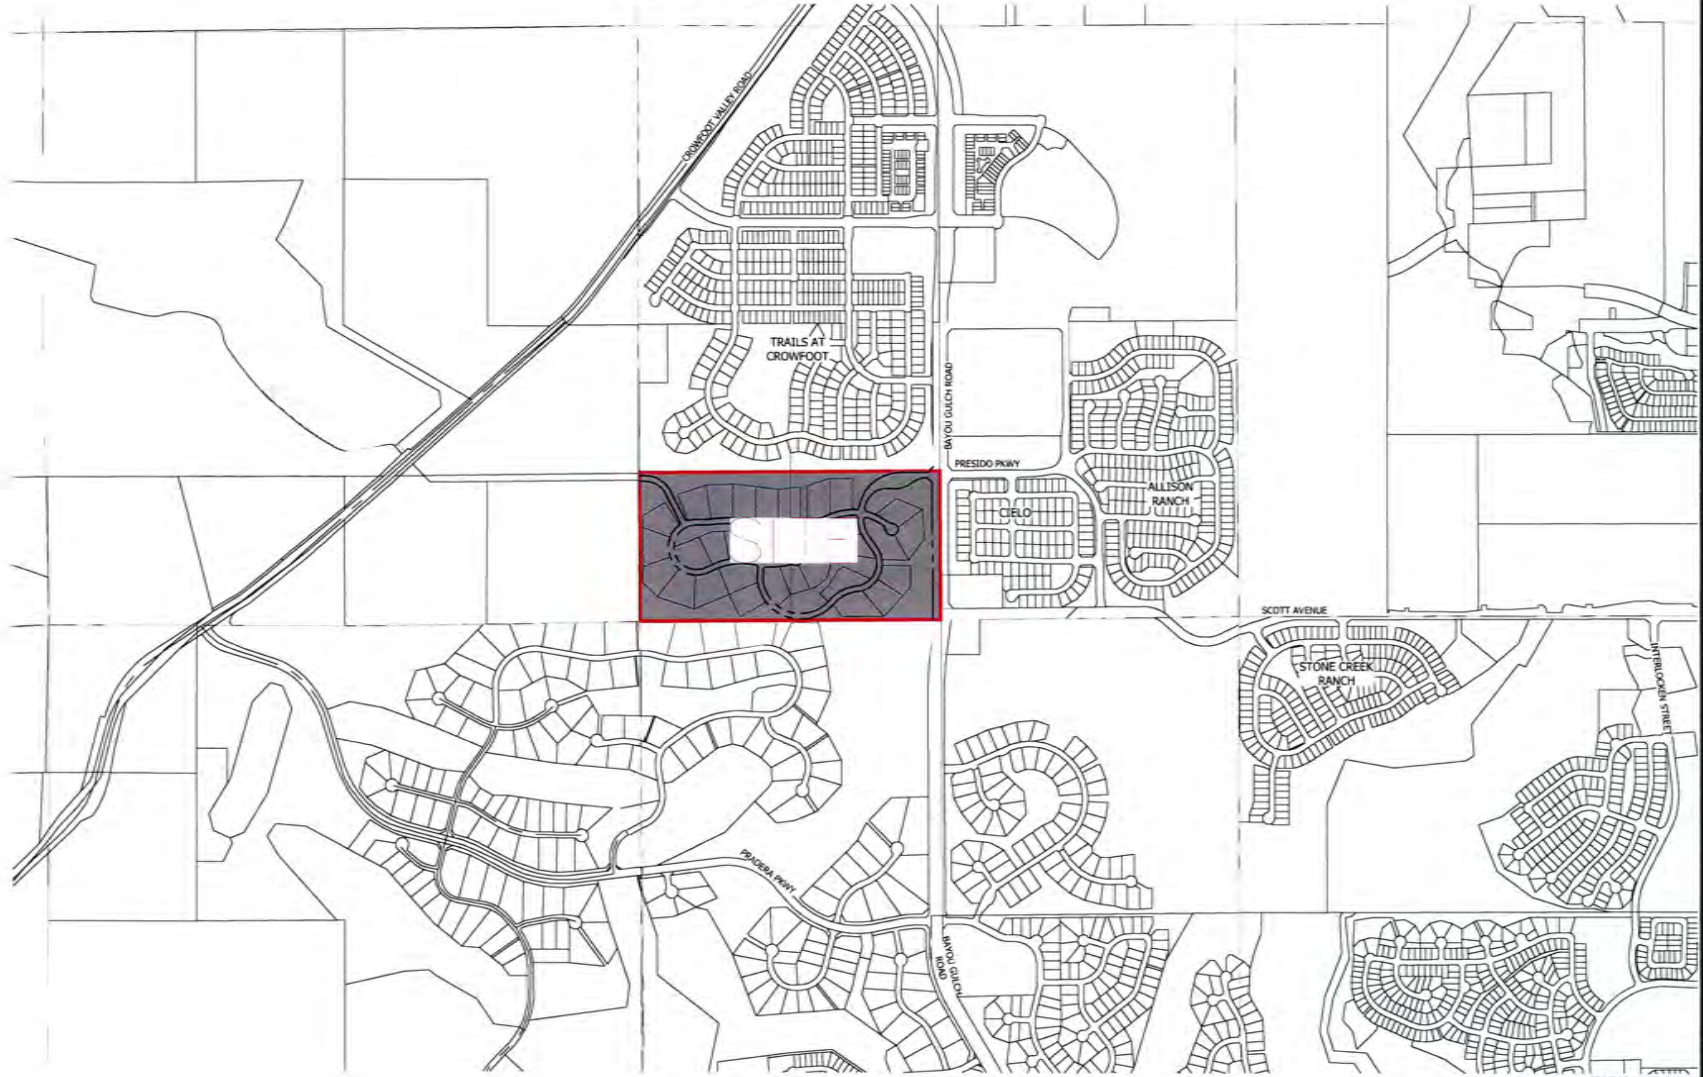 CROWFOOT VALLEY ROAD
TRAILS AT
CROWFOOT
BAYOU GULCH ROAD
PRESIDO PKWY
ALLISON
RANCH
CIELO
SITE
SCOTT AVENUE
STONE CREEK
RANCH
INTERLOCKEN STREET
PRADERA PKWY
BAYOU GULCH
ROAD